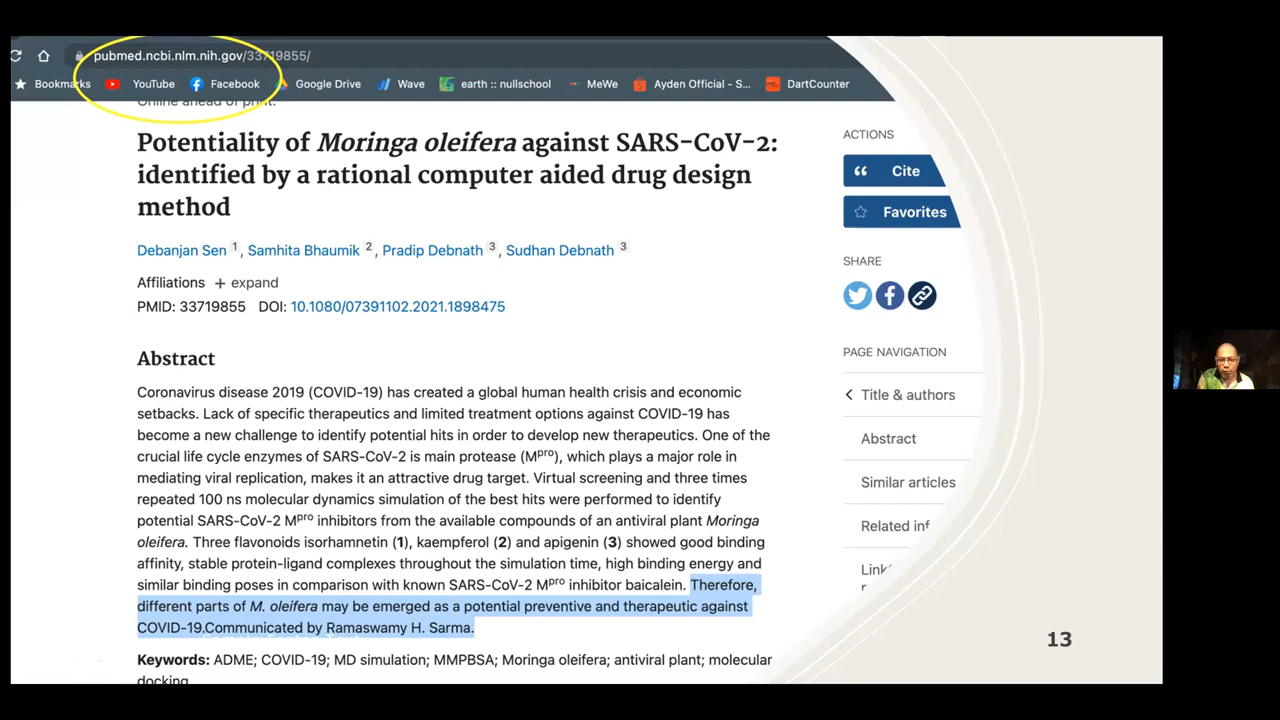 pubmed.ncbi.nlm.nih.gov/33719855/
Bookmarks YouTube Facebook Google Drive Wave earth :: nullschool MeWe Ayden Official - S... DartCounter
Online ahead of print.
Potentiality of Moringa oleifera against SARS-CoV-2:
identified by a rational computer aided drug design
method
Debanjan Sen 1, Samhita Bhaumik 2, Pradip Debnath 3, Sudhan Debnath 3
Affiliations + expand
PMID: 33719855 DOI: 10.1080/07391102.2021.1898475
Abstract
Coronavirus disease 2019 (COVID-19) has created a global human health crisis and economic
setbacks. Lack of specific therapeutics and limited treatment options against COVID-19 has
become a new challenge to identify potential hits in order to develop new therapeutics. One of the
crucial life cycle enzymes of SARS-CoV-2 is main protease (Mpro), which plays a major role in
mediating viral replication, makes it an attractive drug target. Virtual screening and three times
repeated 100 ns molecular dynamics simulation of the best hits were performed to identify
potential SARS-CoV-2 Mpro inhibitors from the available compounds of an antiviral plant Moringa
oleifera. Three flavonoids isorhamnetin (1), kaempferol (2) and apigenin (3) showed good binding
affinity, stable protein-ligand complexes throughout the simulation time, high binding energy and
similar binding poses in comparison with known SARS-CoV-2 Mpro inhibitor baicalein. Therefore,
different parts of M. oleifera may be emerged as a potential preventive and therapeutic against
COVID-19.Communicated by Ramaswamy H. Sarma.
Keywords: ADME; COVID-19; MD simulation; MMPBSA; Moringa oleifera; antiviral plant; molecular
docking
ACTIONS
Cite
Favorites
SHARE
PAGE NAVIGATION
Title & authors
Abstract
Similar articles
Related inf
Link
13